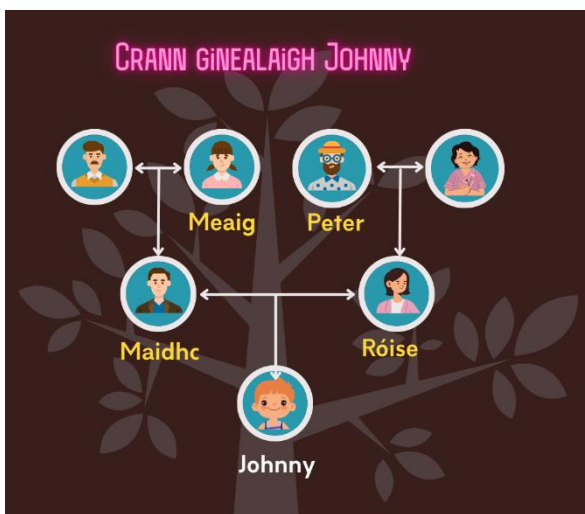 CRANN GINEALAIGH JOHNNY
Meaig
Peter
Maidhc
Róise
Johnny